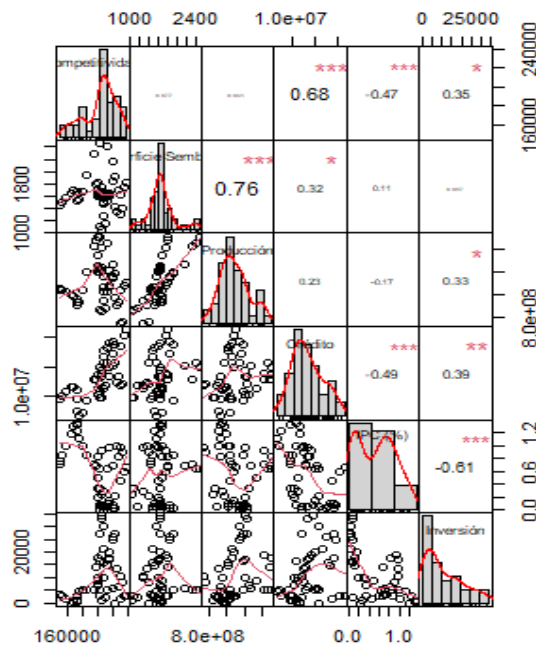 1000 2400 1.0e+07 0 25000
ompetitivida
*** *** *
0.68 -0.47 0.35
160000 240000
1000 1800
rficie Semb
*** *
0.76 0.32 0.11
Producción
*
0.23 -0.17 0.33
8.0e+08
1.0e+07
Crédito
*** **
-0.49 0.39
IPC (%)
***
-0.61
0.0 0.6 1.2
0 20000
Inversión
160000 8.0e+08 0.0 1.0